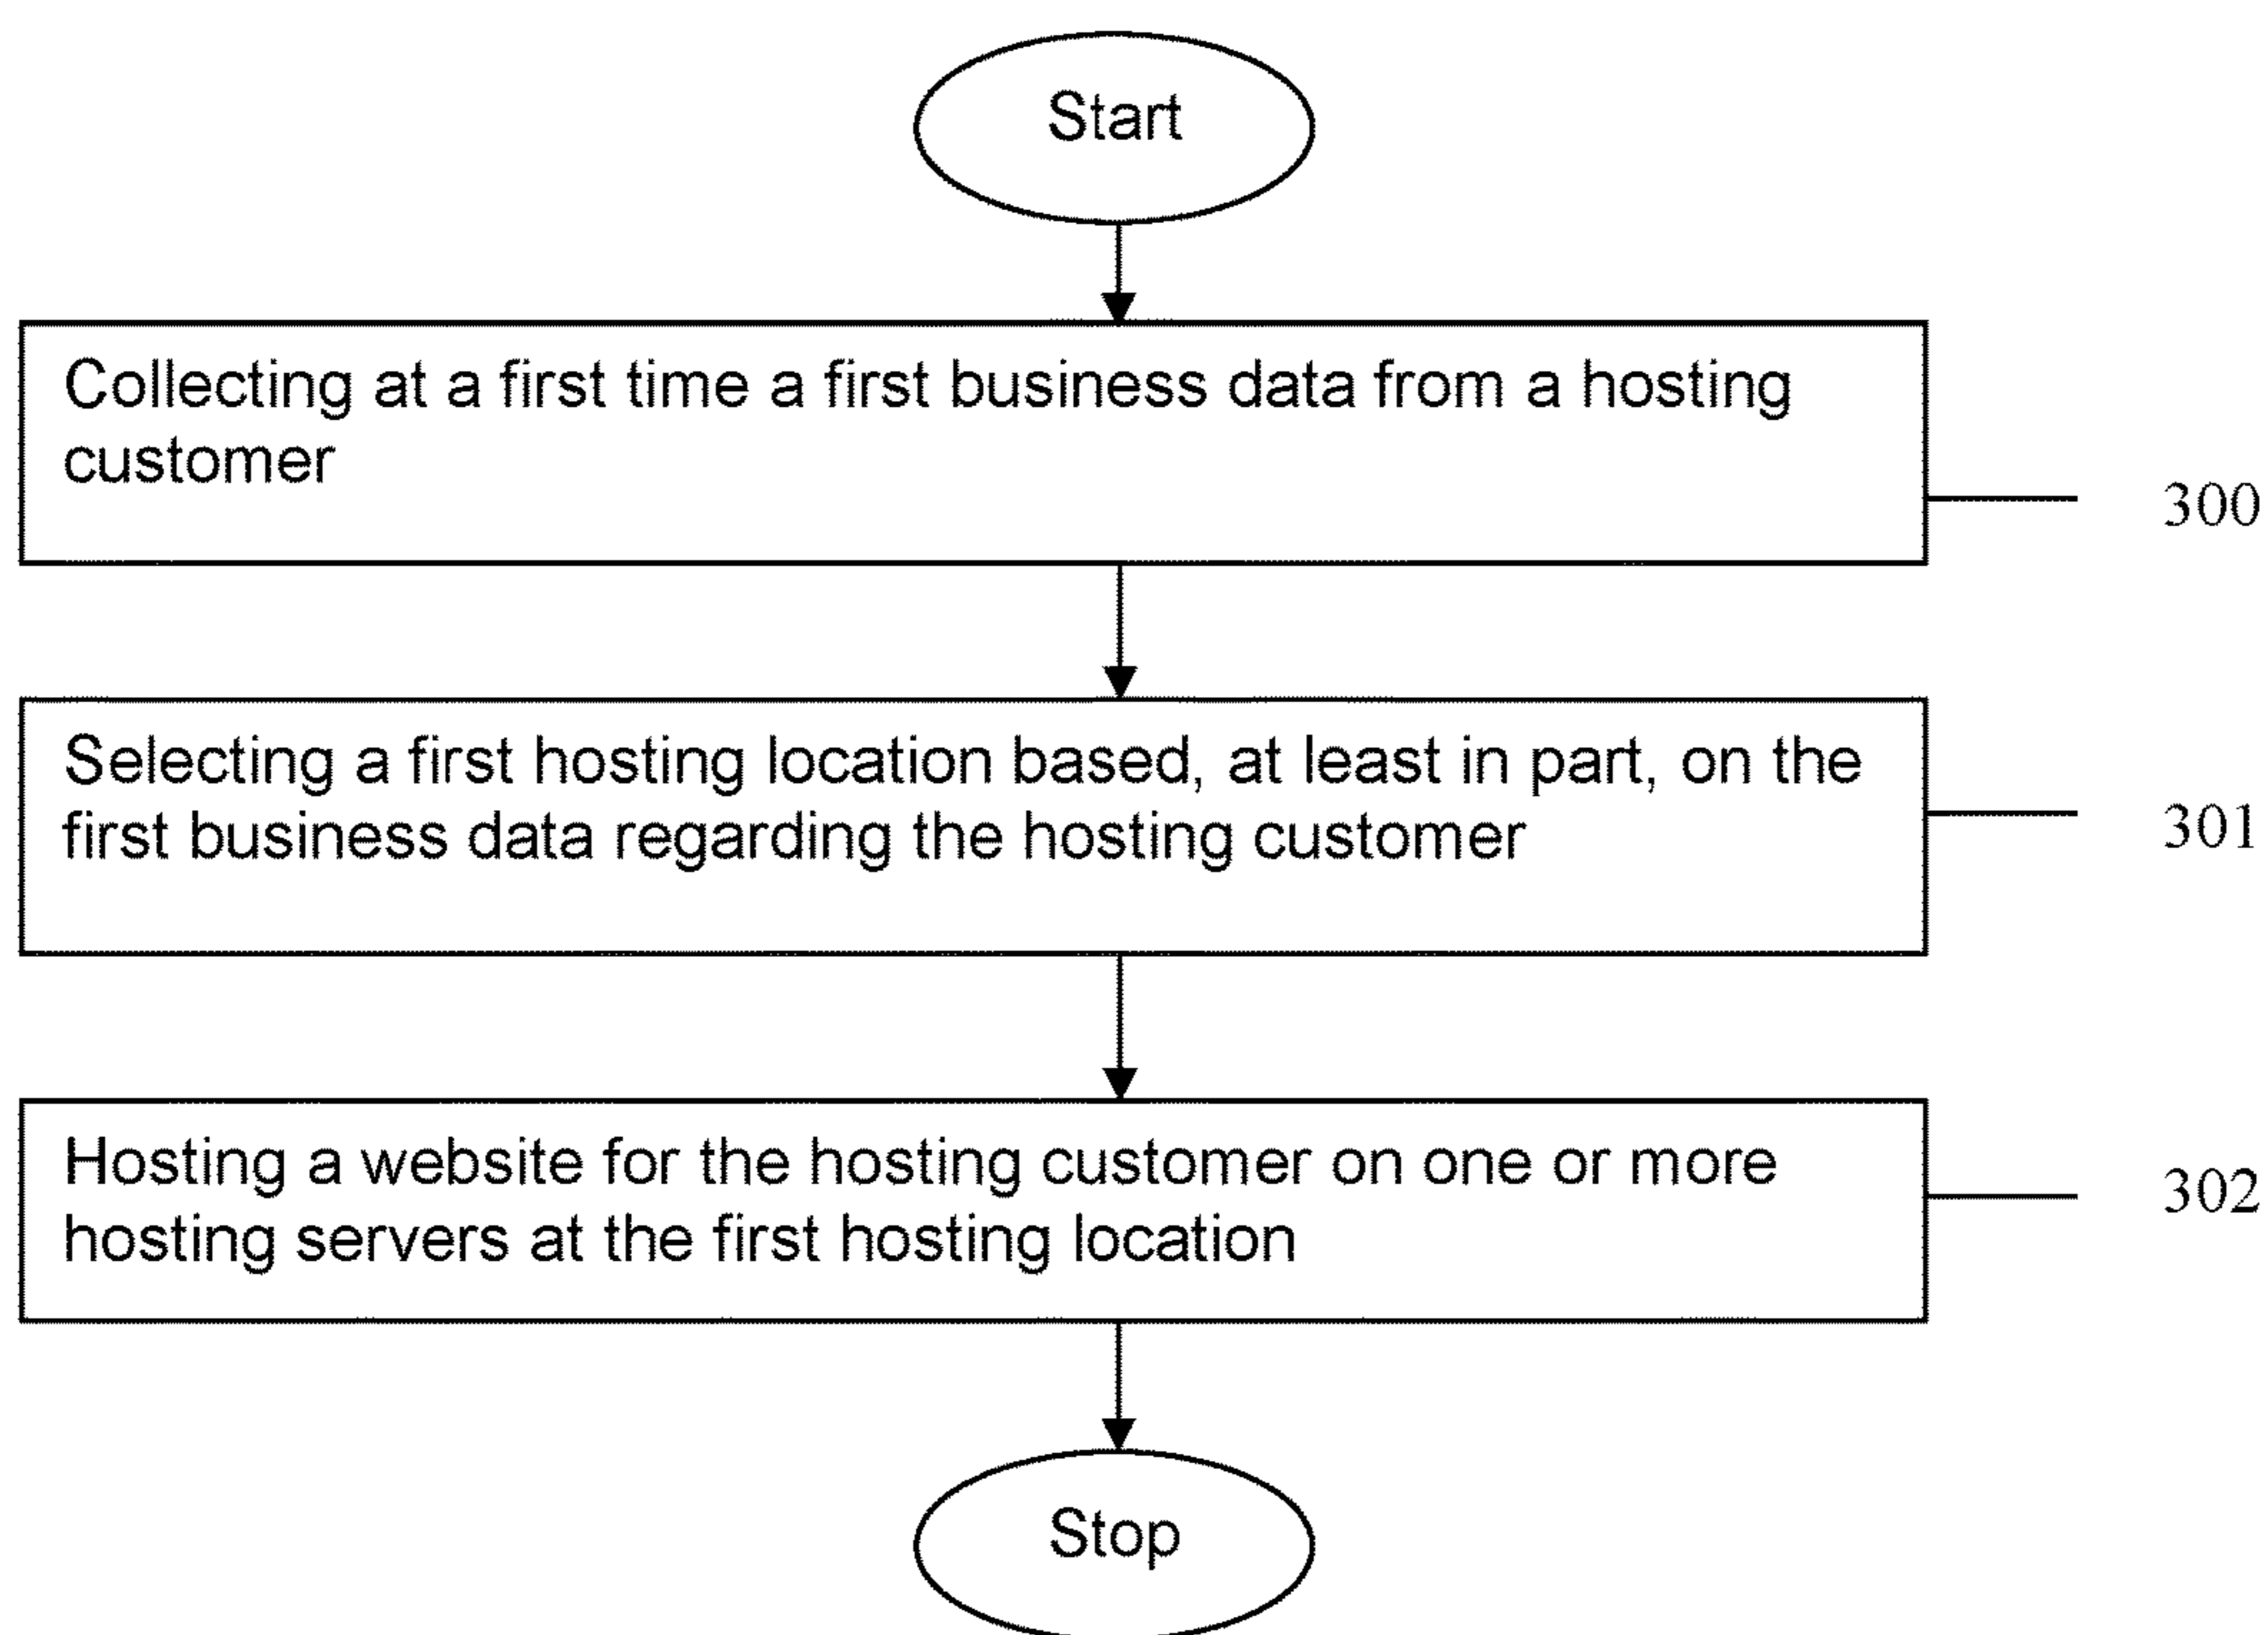 Start
Collecting at a first time a first business data from a hosting
customer
300
Selecting a first hosting location based, at least in part, on the
first business data regarding the hosting customer
301
Hosting a website for the hosting customer on one or more
hosting servers at the first hosting location
302
Stop